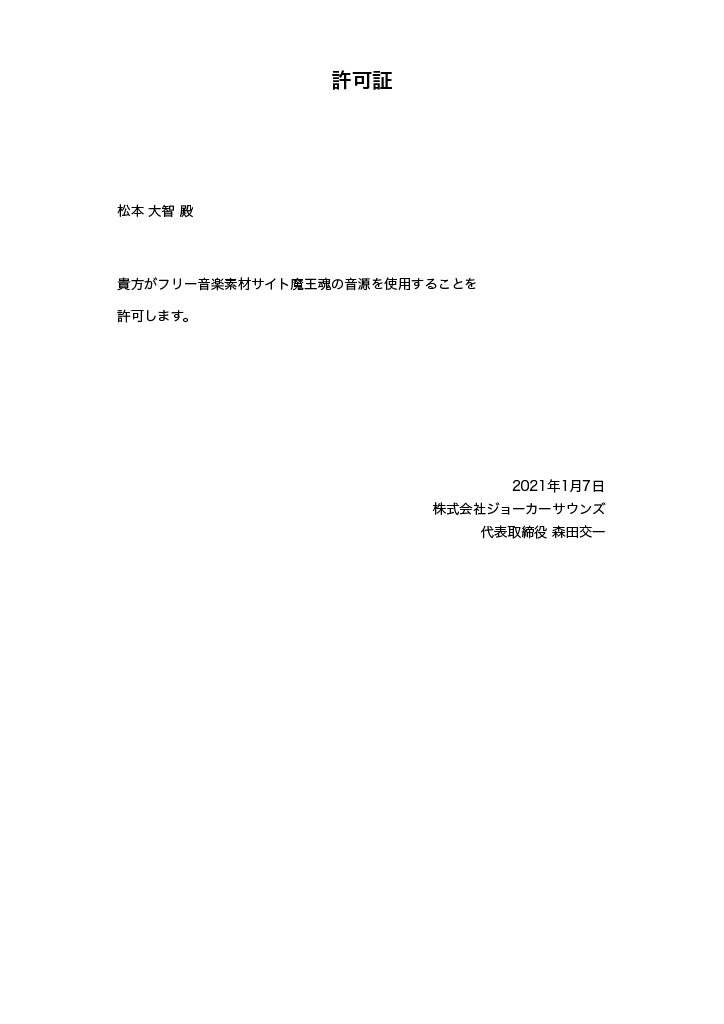 許可証
松本 大智 殿
貴方がフリー音楽素材サイト魔王魂の音源を使用することを
許可します。
2021年1月7日
株式会社ジョーカーサウンズ
代表取締役 森田交一